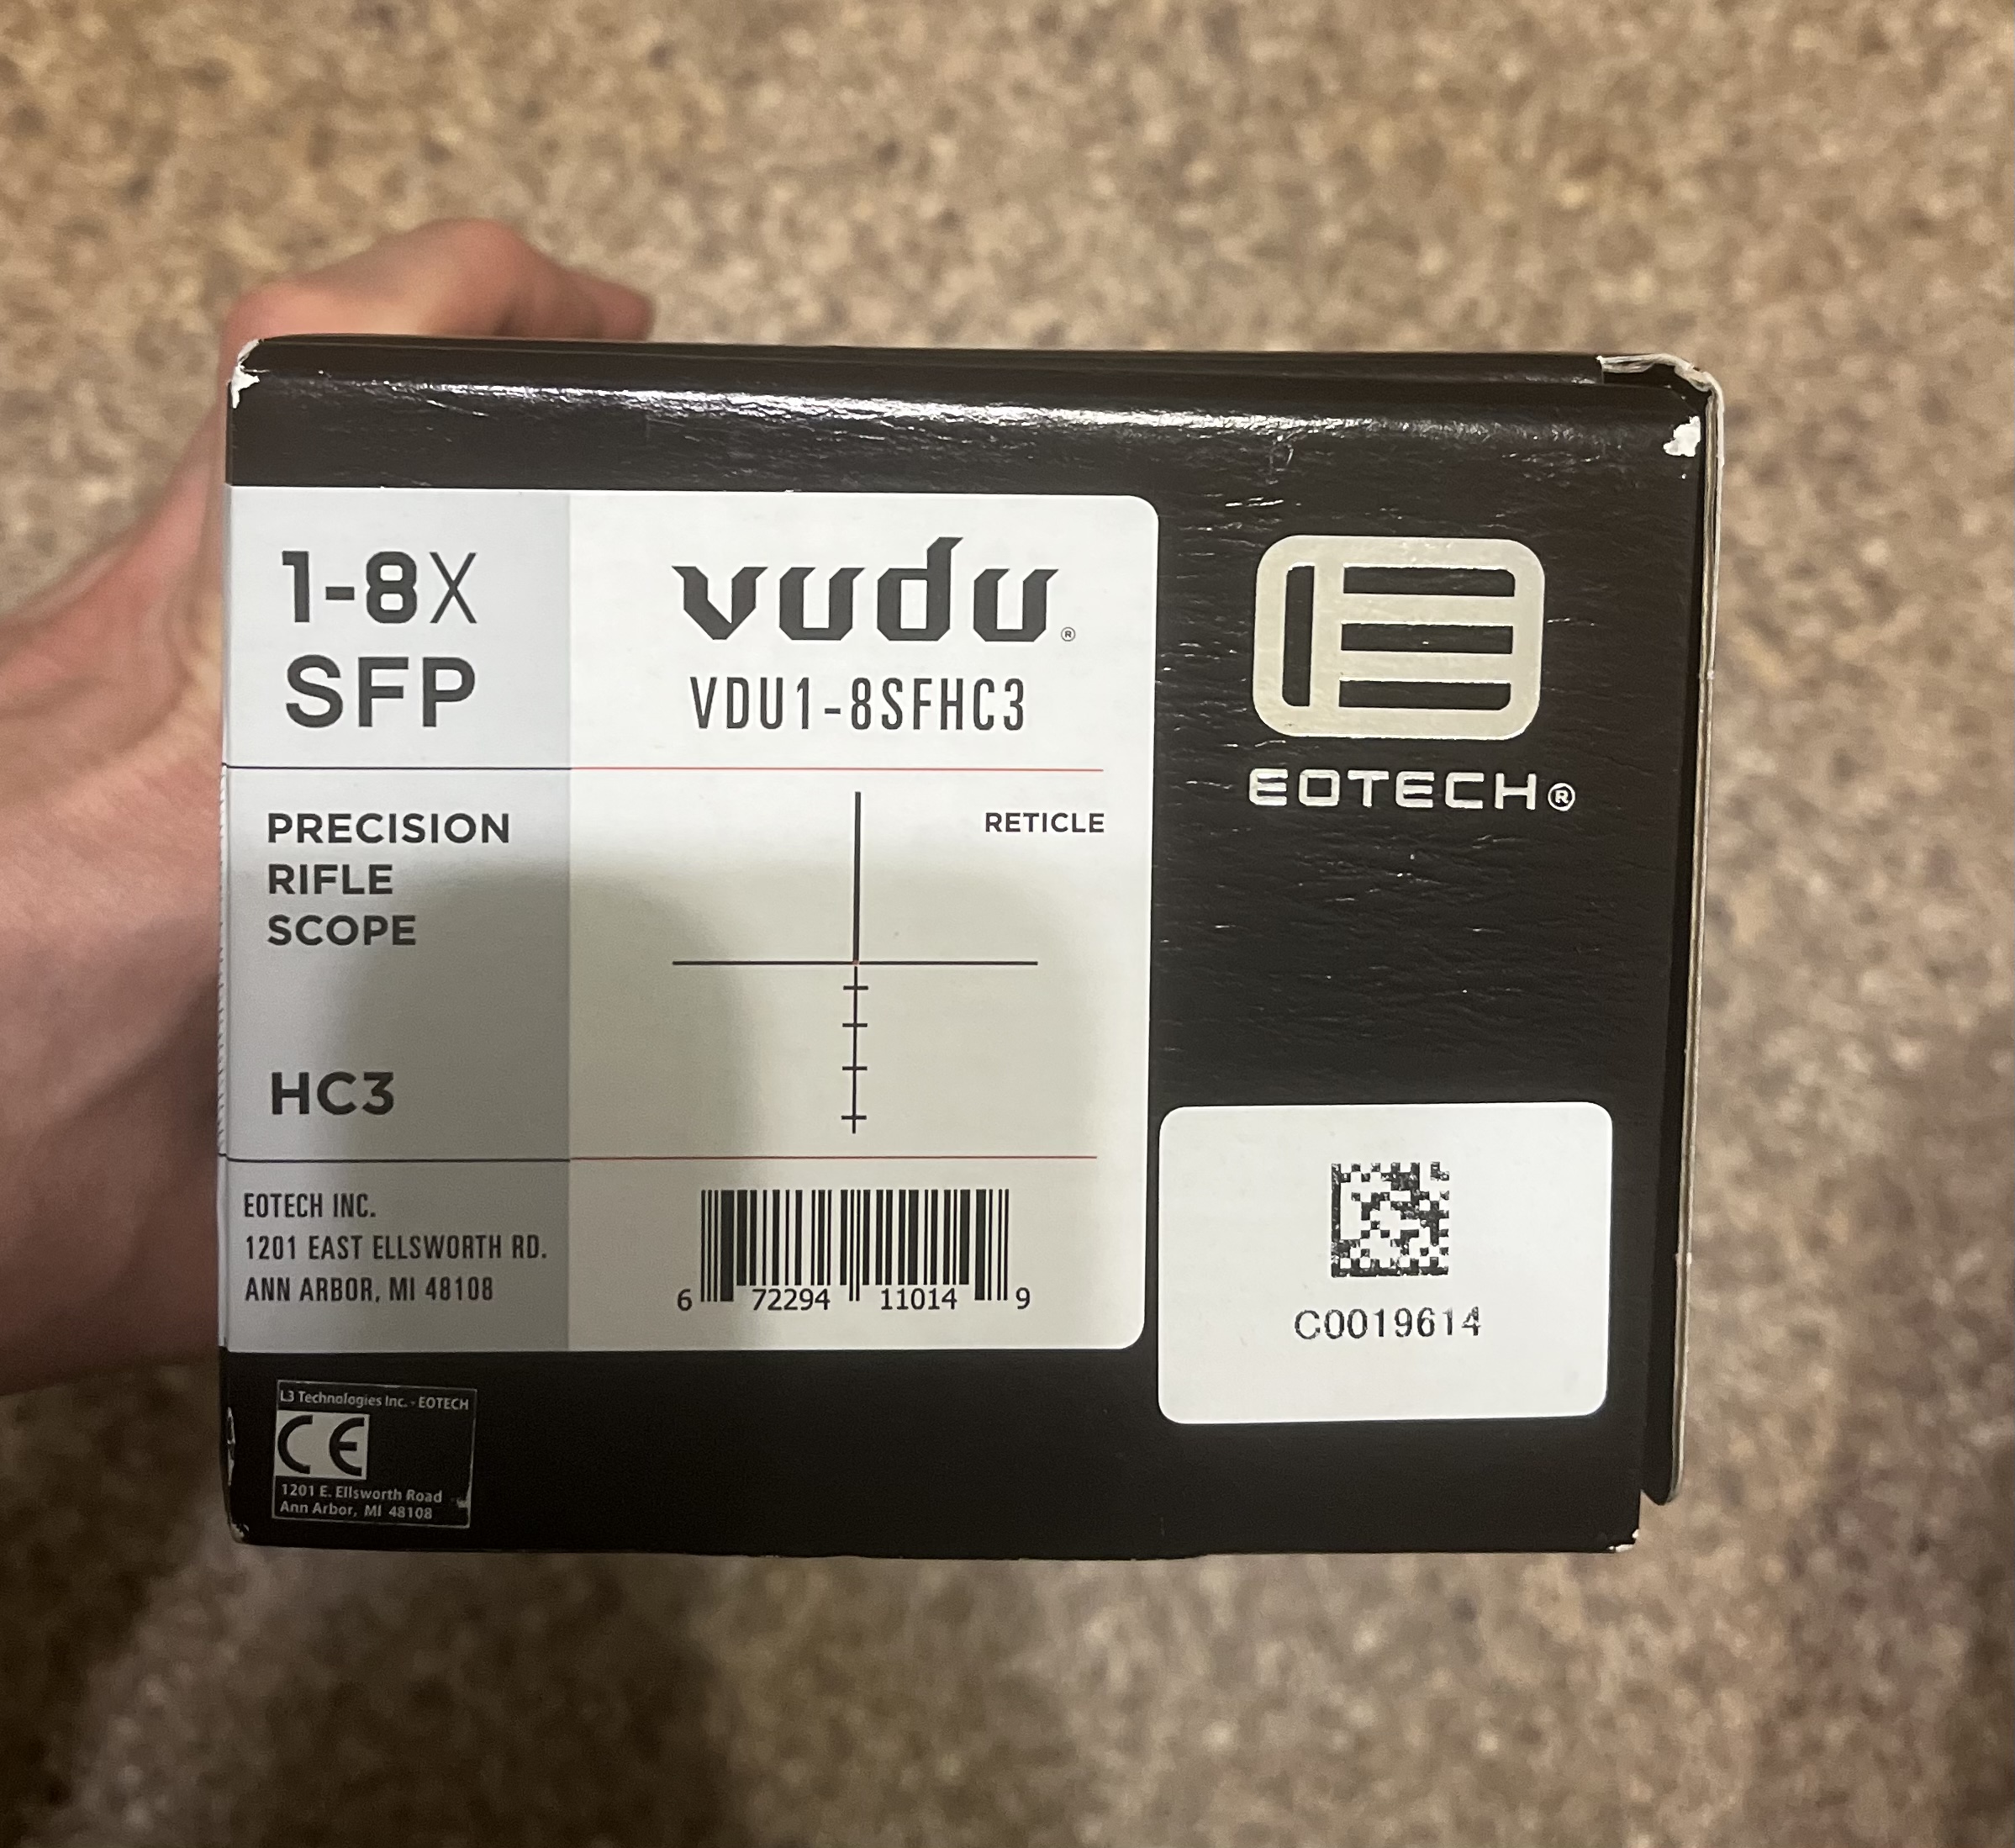 1-8X
SFP
vudu®
VDU1-8SFHC3
EOTECH®
PRECISION
RIFLE
SCOPE
HC3
RETICLE
EOTECH INC.
1201 EAST ELLSWORTH RD.
ANN ARBOR, MI 48108
6 72294 11014 9
C0019614
L3 Technologies Inc. - EOTECH
CE
1201 E. Ellsworth Road
Ann Arbor, MI 48108